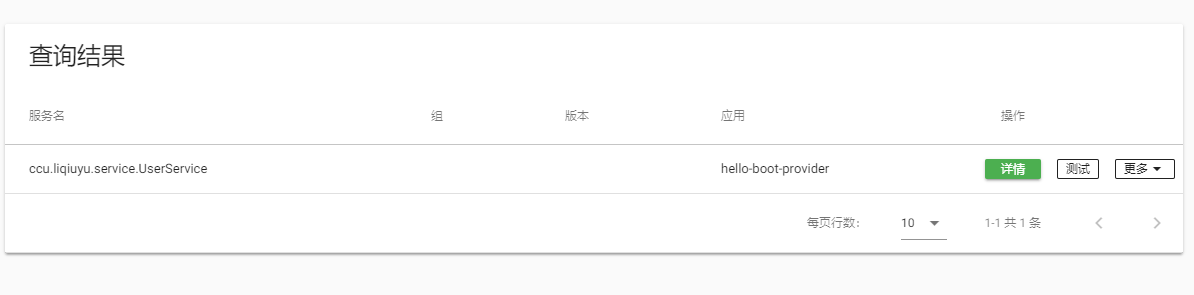 查询结果
服务名 组 版本 应用 操作
ccu.liqiuyu.service.UserService hello-boot-provider 详情 测试 更多
每页行数: 10 1-1 共 1 条